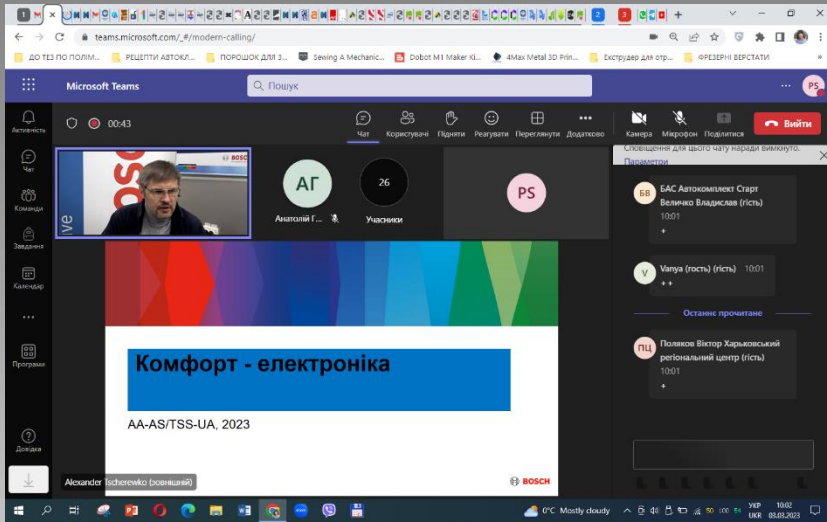 teams.microsoft.com/_#/modern-calling/
ДО ТЕЗ ПО ПОЛІМ...
РЕЦЕПТИ АВТОКЛ...
ПОРОШОК ДЛЯ З...
Sewing A Mechanic...
Dobot M1 Maker Ki...
4Max Metal 3D Prin...
Екструдер для отр...
ФРЕЗЕРНІ ВЕРСТАТИ
Microsoft Teams
Пошук
PS
00:43
Чат
Користувачі
Підняти
Реагувати
Переглянути
Додатково
Камера
Мікрофон
Поділитися
Вийти
Активність
Чат
Команди
Завдання
Календар
Програми
Довідка
BOSCH
АГ
Анатолій Г...
26
Учасники
PS
Сповіщення для цього чату наради вимкнуто.
Параметри
БВ
БАС Автокомплект Старт
Величко Владислав (гість)
10:01
+
V
Vanya (гость) (гість) 10:01
++
Останнє прочитане
ПЦ
Поляков Віктор Харьковський
регіональний центр (гість)
10:01
+
Комфорт - електроніка
AA-AS/TSS-UA, 2023
Alexander Tscherewko (зовнішній)
BOSCH
0°C Mostly cloudy
УКР
UKR
10:02
03.03.2023